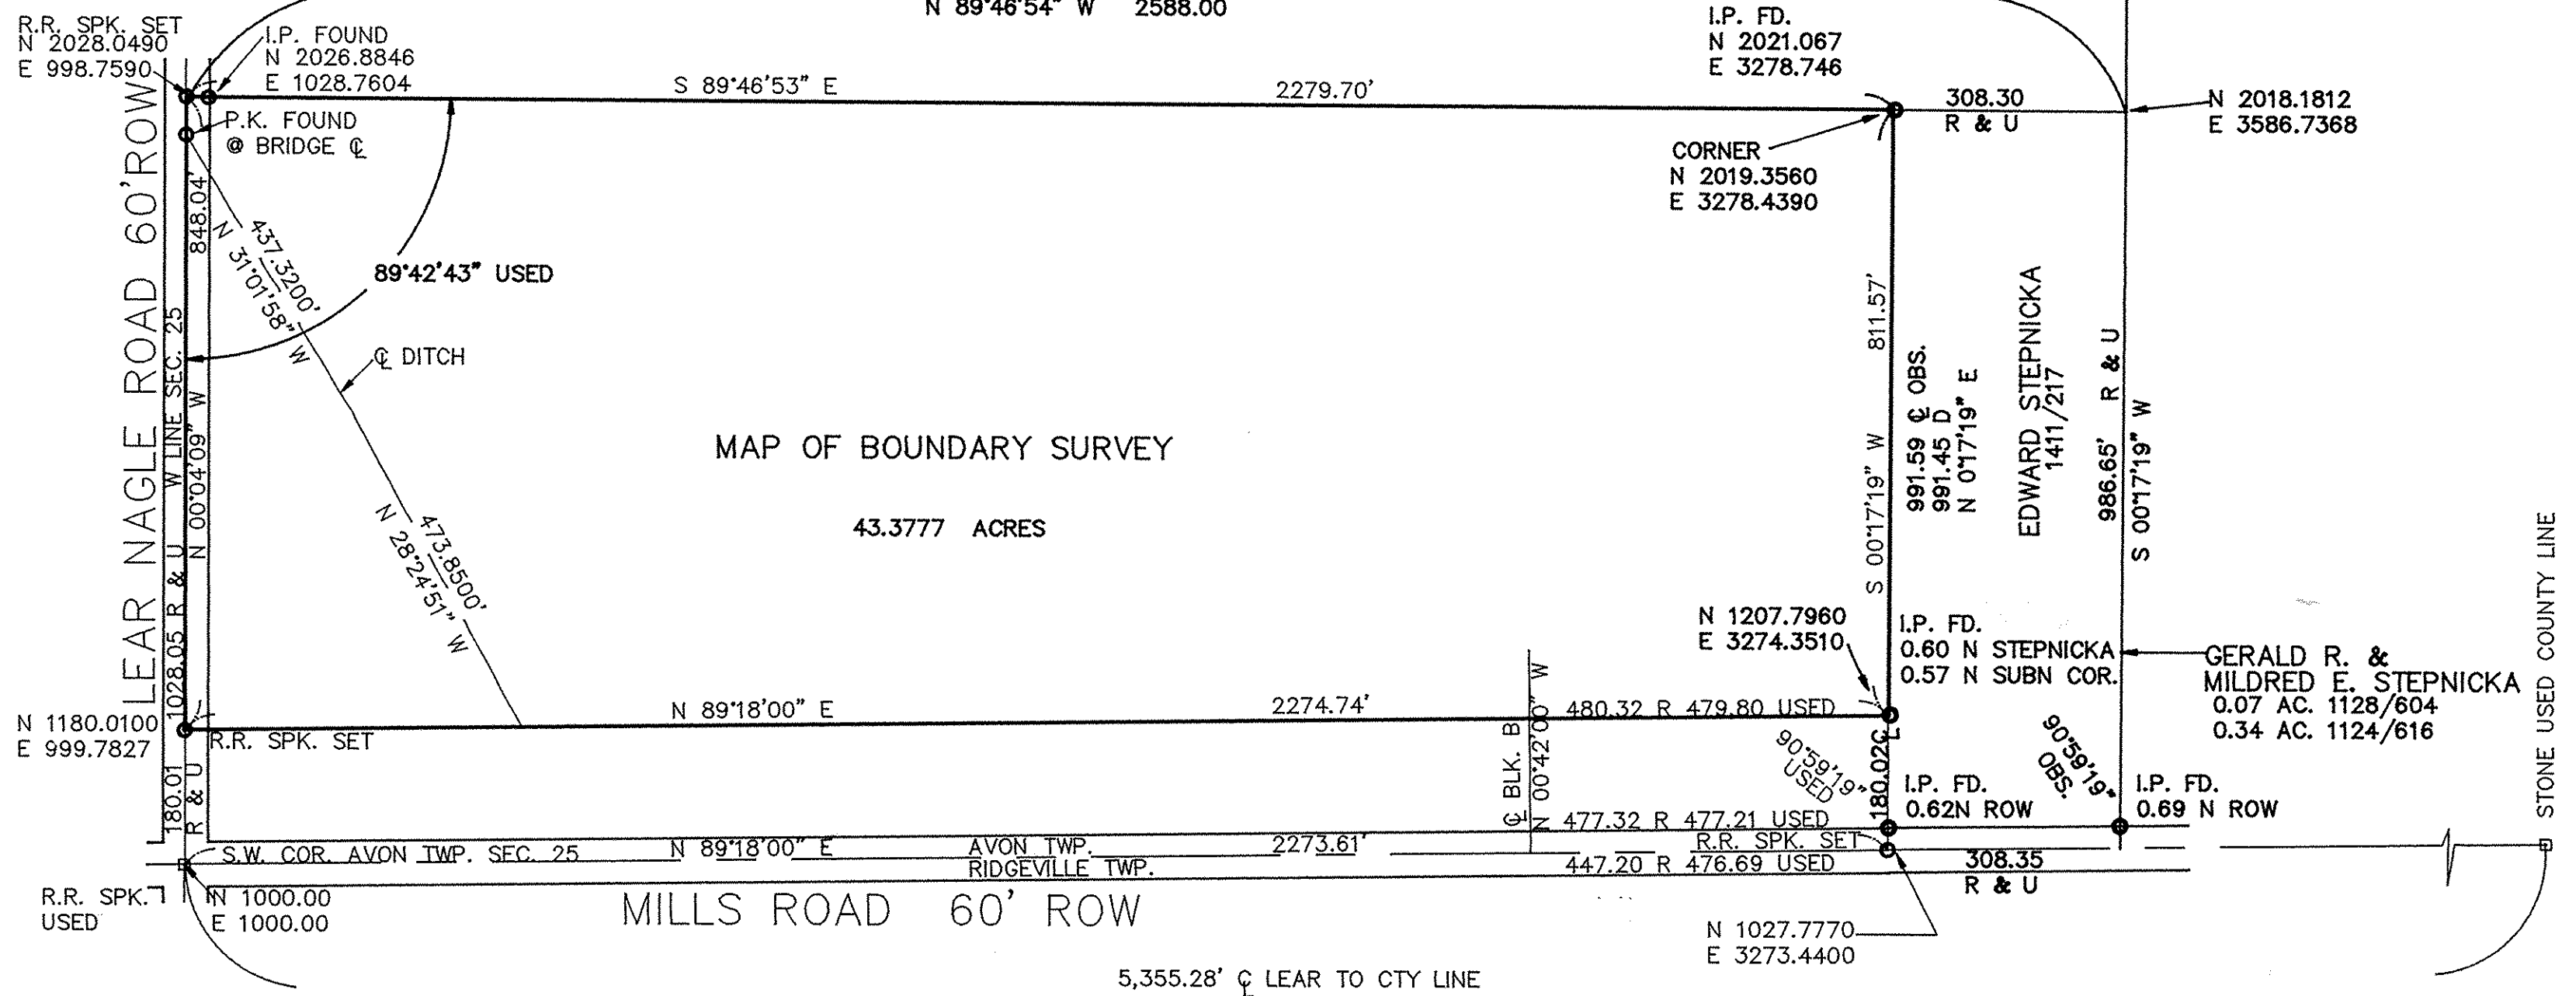 N 89°46'54" W 2588.00
R.R. SPK. SET
N 2028.0490
E 998.7590
I.P. FOUND
N 2026.8846
E 1028.7604
S 89°46'53" E
2279.70'
I.P. FD.
N 2021.067
E 3278.746
308.30
R & U
N 2018.1812
E 3586.7368
P.K. FOUND
@ BRIDGE ℄
CORNER
N 2019.3560
E 3278.4390
LEAR NAGLE ROAD 60'ROW
848.04'
N 00°04'09" W
W LINE SEC. 25
1028.05 R & U
437.3200'
N 31°01'58" W
89°42'43" USED
℄ DITCH
473.8500'
N 28°24'51" W
MAP OF BOUNDARY SURVEY
43.3777 ACRES
811.57'
S 00°17'19" W
991.59 ℄ OBS.
991.45 D
N 0°17'19" E
EDWARD STEPNICKA
1411/217
986.65' R & U
S 00°17'19" W
STONE USED COUNTY LINE
N 1207.7960
E 3274.3510
I.P. FD.
0.60 N STEPNICKA
0.57 N SUBN COR.
GERALD R. &
MILDRED E. STEPNICKA
0.07 AC. 1128/604
0.34 AC. 1124/616
N 1180.0100
E 999.7827
R.R. SPK. SET
N 89°18'00" E
2274.74'
480.32 R 479.80 USED
℄ BLK. B
N 00°42'00" W
90°59'19"
USED
180.02℄
90°59'19"
OBS.
180.01
R & U
I.P. FD.
0.62N ROW
I.P. FD.
0.69 N ROW
477.32 R 477.21 USED
S.W. COR. AVON TWP. SEC. 25
N 89°18'00" E
AVON TWP.
2273.61'
R.R. SPK. SET
RIDGEVILLE TWP.
447.20 R 476.69 USED
308.35
R & U
R.R. SPK.
USED
N 1000.00
E 1000.00
MILLS ROAD 60' ROW
N 1027.7770
E 3273.4400
5,355.28' ℄ LEAR TO CTY LINE